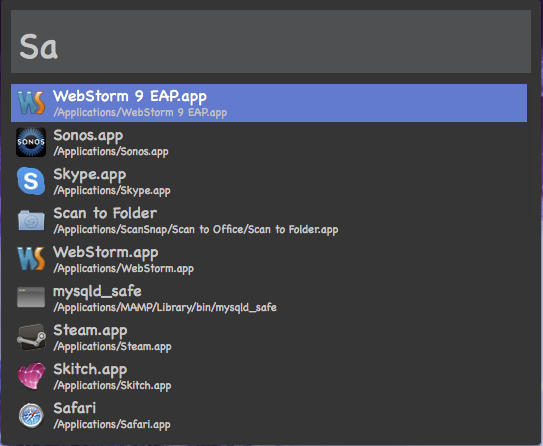 Sa
WebStorm 9 EAP.app
/Applications/WebStorm 9 EAP.app
SONOS
Sonos.app
/Applications/Sonos.app
Skype.app
/Applications/Skype.app
Scan to Folder
/Applications/ScanSnap/Scan to Office/Scan to Folder.app
WebStorm.app
/Applications/WebStorm.app
mysqld_safe
/Applications/MAMP/Library/bin/mysqld_safe
Steam.app
/Applications/Steam.app
Skitch.app
/Applications/Skitch.app
Safari
/Applications/Safari.app